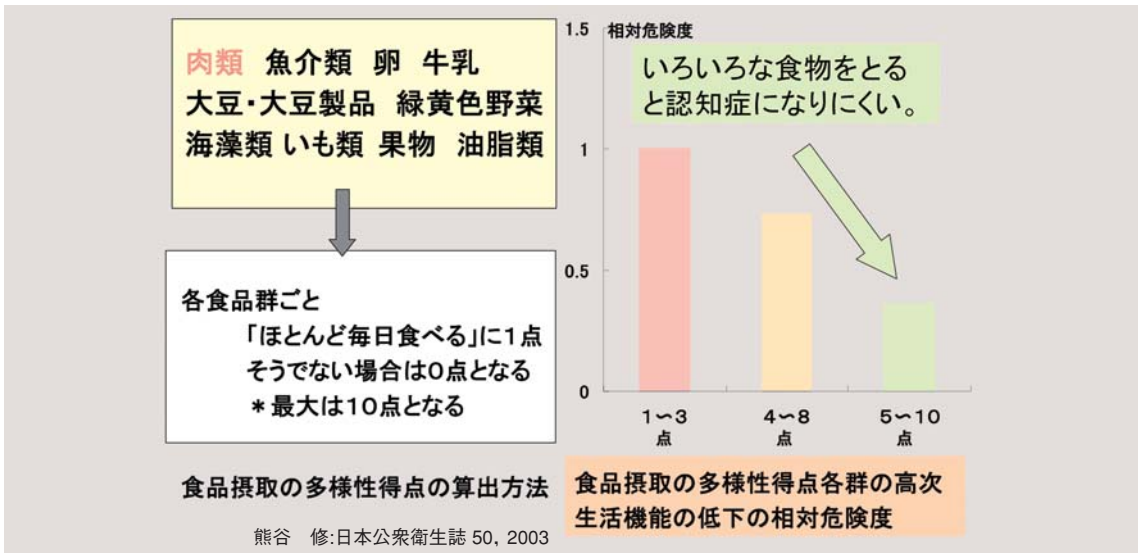 肉類 魚介類 卵 牛乳
大豆・大豆製品 緑黄色野菜
海藻類 いも類 果物 油脂類
各食品群ごと
「ほとんど毎日食べる」に1点
そうでない場合は0点となる
*最大は10点となる
食品摂取の多様性得点の算出方法
熊谷 修:日本公衆衛生誌 50, 2003
相対危険度
いろいろな食物をとる
と認知症になりにくい。
1.5
1
0.5
0
1〜3
点
4〜8
点
5〜10
点
食品摂取の多様性得点各群の高次
生活機能の低下の相対危険度